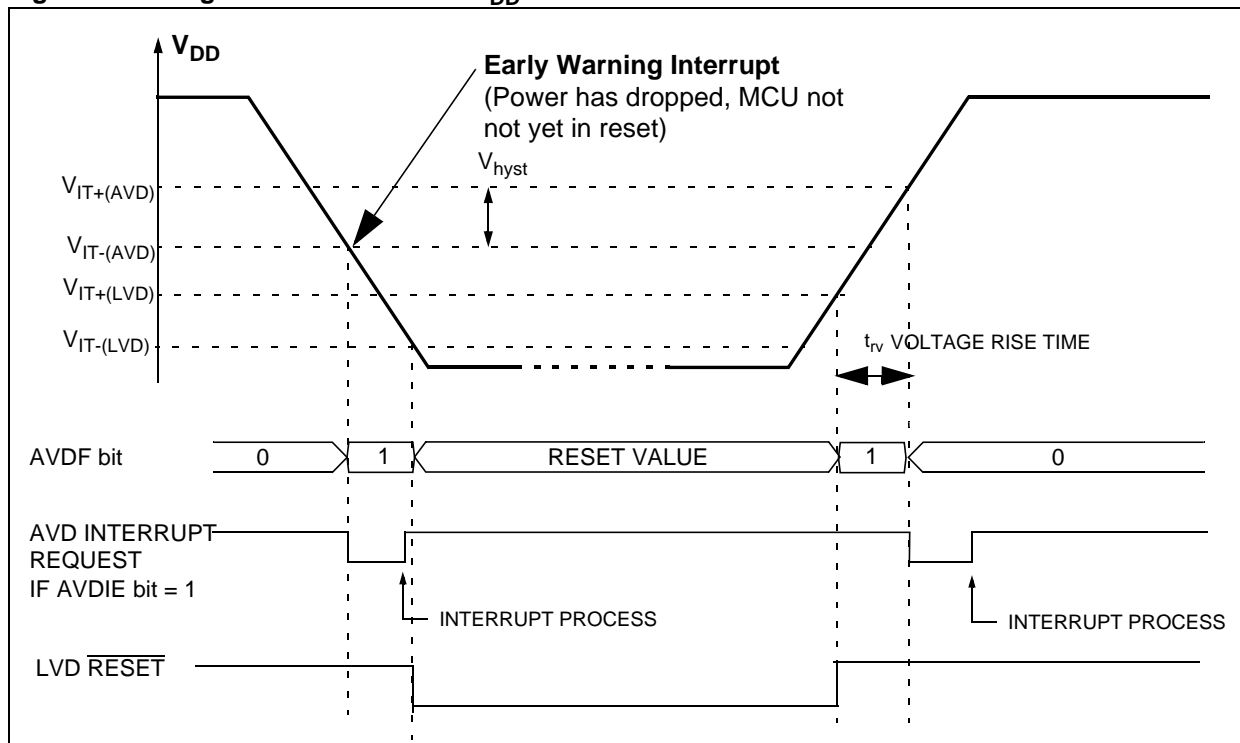 V_DD
Early Warning Interrupt
(Power has dropped, MCU not
not yet in reset)
V_hyst
V_IT+(AVD)
V_IT-(AVD)
V_IT+(LVD)
V_IT-(LVD)
t_rv VOLTAGE RISE TIME
AVDF bit
0
1
RESET VALUE
1
0
AVD INTERRUPT
REQUEST
IF AVDIE bit = 1
INTERRUPT PROCESS
INTERRUPT PROCESS
LVD RESET